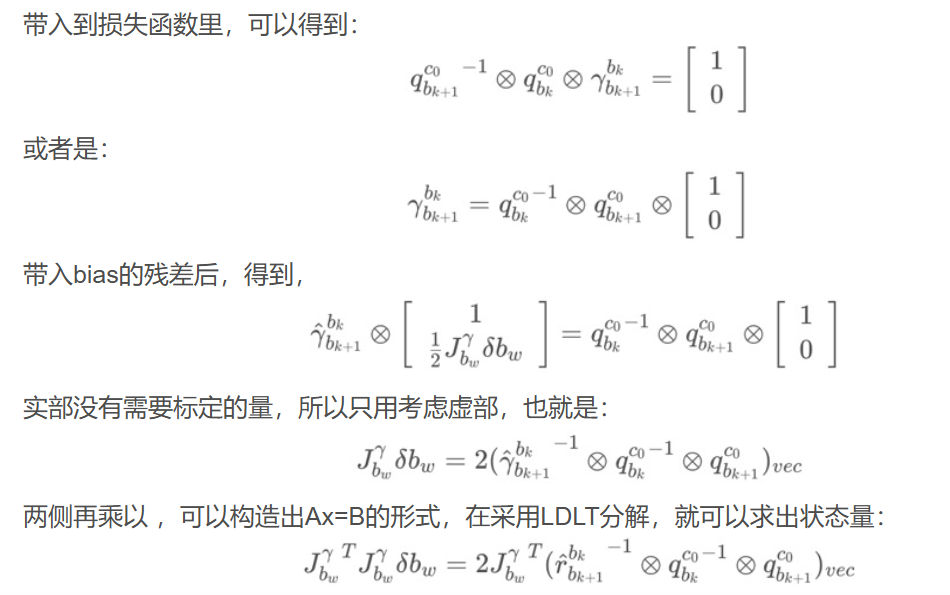 带入到损失函数里，可以得到：
$q_{b_{k+1}}^{c_0}{}^{-1} \otimes q_{b_k}^{c_0} \otimes \gamma_{b_{k+1}}^{b_k} = \begin{bmatrix} 1 \\ 0 \end{bmatrix}$
或者是：
$\gamma_{b_{k+1}}^{b_k} = q_{b_k}^{c_0}{}^{-1} \otimes q_{b_{k+1}}^{c_0} \otimes \begin{bmatrix} 1 \\ 0 \end{bmatrix}$
带入bias的残差后，得到，
$\hat{\gamma}_{b_{k+1}}^{b_k} \otimes \begin{bmatrix} 1 \\ \frac{1}{2} J_{b_w}^{\gamma} \delta b_w \end{bmatrix} = q_{b_k}^{c_0}{}^{-1} \otimes q_{b_{k+1}}^{c_0} \otimes \begin{bmatrix} 1 \\ 0 \end{bmatrix}$
实部没有需要标定的量，所以只用考虑虚部，也就是：
$J_{b_w}^{\gamma} \delta b_w = 2(\hat{\gamma}_{b_{k+1}}^{b_k}{}^{-1} \otimes q_{b_k}^{c_0}{}^{-1} \otimes q_{b_{k+1}}^{c_0})_{vec}$
两侧再乘以 ，可以构造出Ax=B的形式，在采用LDLT分解，就可以求出状态量：
$J_{b_w}^{\gamma}{}^{T} J_{b_w}^{\gamma} \delta b_w = 2 J_{b_w}^{\gamma}{}^{T} (\hat{r}_{b_{k+1}}^{b_k}{}^{-1} \otimes q_{b_k}^{c_0}{}^{-1} \otimes q_{b_{k+1}}^{c_0})_{vec}$